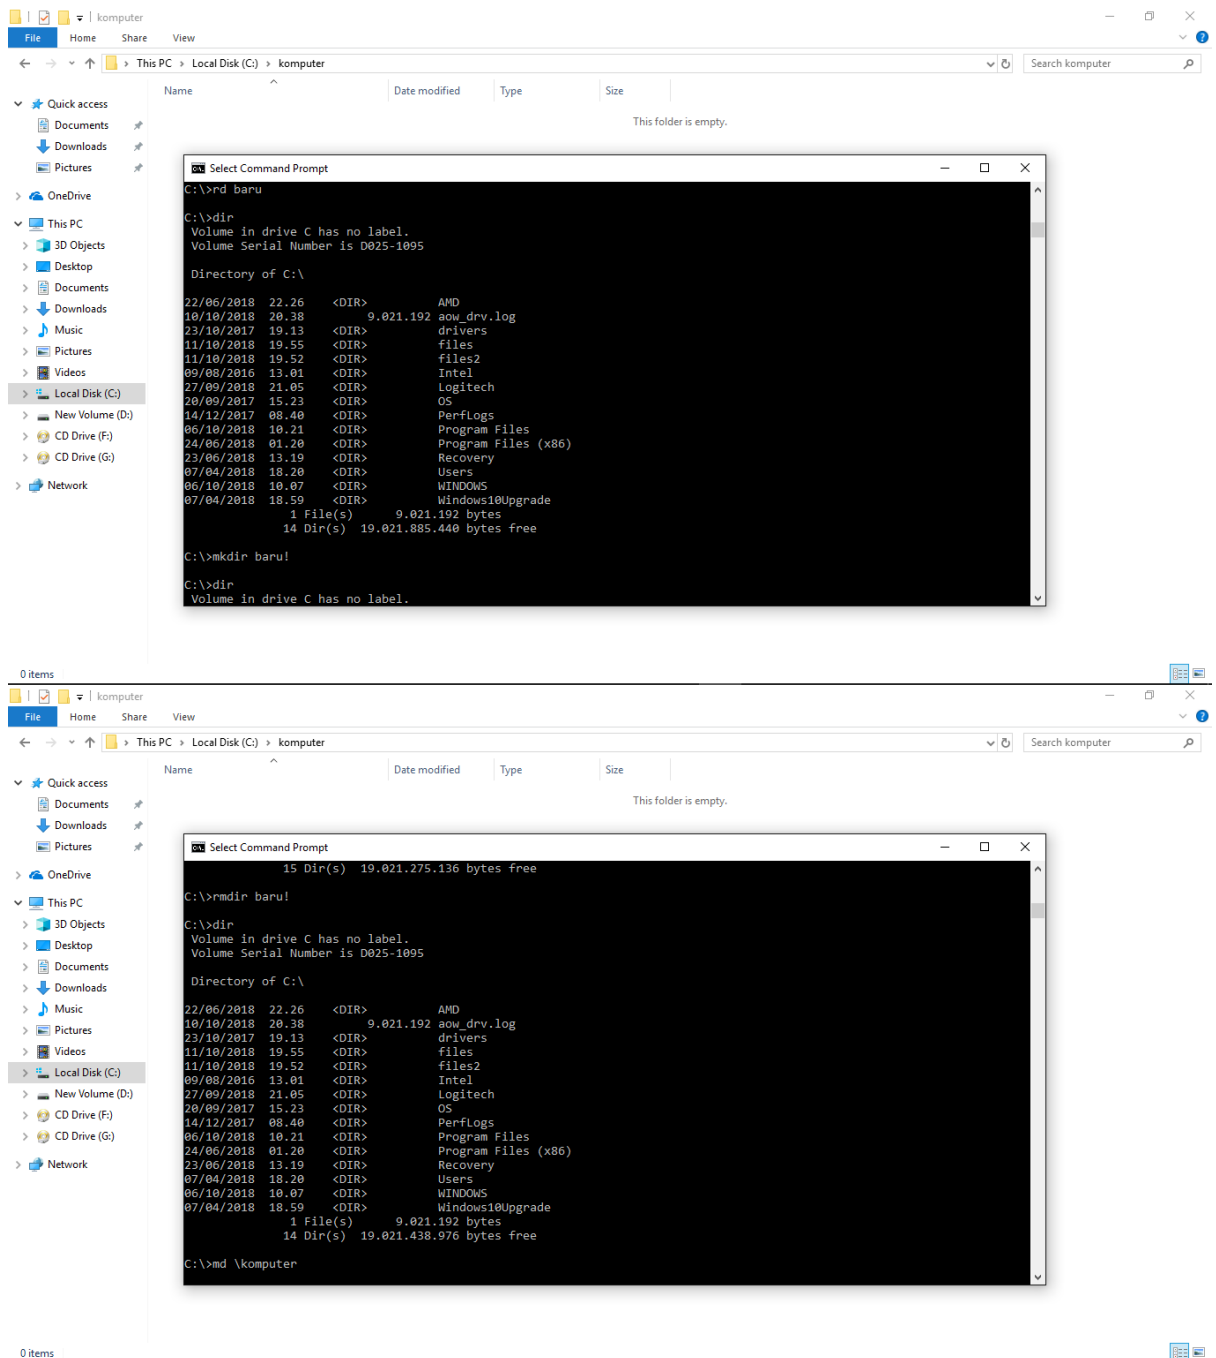 komputer
File Home Share View
This PC > Local Disk (C:) > komputer
Search komputer
Name Date modified Type Size
This folder is empty.
Quick access
Documents
Downloads
Pictures
OneDrive
This PC
3D Objects
Desktop
Documents
Downloads
Music
Pictures
Videos
Local Disk (C:)
New Volume (D:)
CD Drive (F:)
CD Drive (G:)
Network
Select Command Prompt
C:\>rd baru
C:\>dir
Volume in drive C has no label.
Volume Serial Number is D025-1095
Directory of C:\
22/06/2018 22.26 <DIR> AMD
10/10/2018 20.38 9.021.192 aow_drv.log
23/10/2017 19.13 <DIR> drivers
11/10/2018 19.55 <DIR> files
11/10/2018 19.52 <DIR> files2
09/08/2016 13.01 <DIR> Intel
27/09/2018 21.05 <DIR> Logitech
20/09/2017 15.23 <DIR> OS
14/12/2017 08.40 <DIR> PerfLogs
06/10/2018 10.21 <DIR> Program Files
24/06/2018 01.20 <DIR> Program Files (x86)
23/06/2018 13.19 <DIR> Recovery
07/04/2018 18.20 <DIR> Users
06/10/2018 10.07 <DIR> WINDOWS
07/04/2018 18.59 <DIR> Windows10Upgrade
1 File(s) 9.021.192 bytes
14 Dir(s) 19.021.885.440 bytes free
C:\>mkdir baru!
C:\>dir
Volume in drive C has no label.
0 items
komputer
File Home Share View
This PC > Local Disk (C:) > komputer
Search komputer
Name Date modified Type Size
This folder is empty.
Quick access
Documents
Downloads
Pictures
OneDrive
This PC
3D Objects
Desktop
Documents
Downloads
Music
Pictures
Videos
Local Disk (C:)
New Volume (D:)
CD Drive (F:)
CD Drive (G:)
Network
Select Command Prompt
15 Dir(s) 19.021.275.136 bytes free
C:\>rmdir baru!
C:\>dir
Volume in drive C has no label.
Volume Serial Number is D025-1095
Directory of C:\
22/06/2018 22.26 <DIR> AMD
10/10/2018 20.38 9.021.192 aow_drv.log
23/10/2017 19.13 <DIR> drivers
11/10/2018 19.55 <DIR> files
11/10/2018 19.52 <DIR> files2
09/08/2016 13.01 <DIR> Intel
27/09/2018 21.05 <DIR> Logitech
20/09/2017 15.23 <DIR> OS
14/12/2017 08.40 <DIR> PerfLogs
06/10/2018 10.21 <DIR> Program Files
24/06/2018 01.20 <DIR> Program Files (x86)
23/06/2018 13.19 <DIR> Recovery
07/04/2018 18.20 <DIR> Users
06/10/2018 10.07 <DIR> WINDOWS
07/04/2018 18.59 <DIR> Windows10Upgrade
1 File(s) 9.021.192 bytes
14 Dir(s) 19.021.438.976 bytes free
C:\>md \komputer
0 items